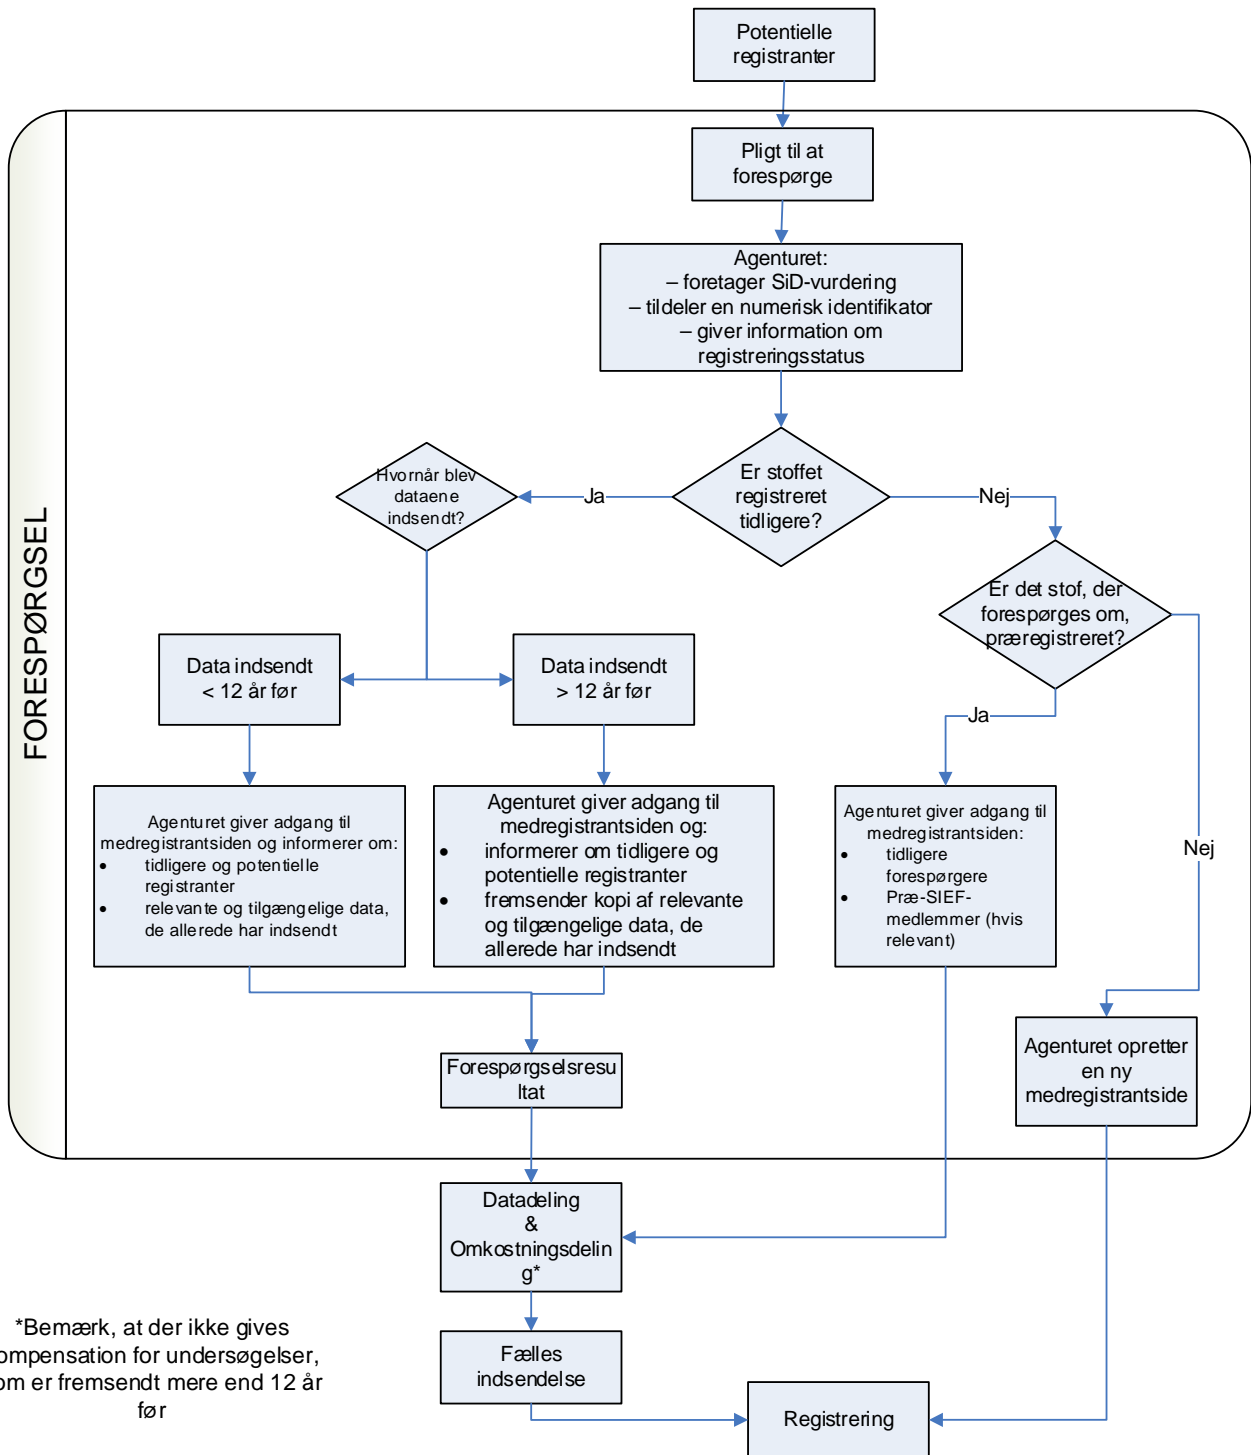 Potentielle
registranter
FORESPØRGSEL
Pligt til at
forespørge
Agenturet:
– foretager SiD-vurdering
– tildeler en numerisk identifikator
– giver information om
registreringsstatus
Er stoffet
registreret
tidligere?
Ja
Nej
Hvornår blev
dataene
indsendt?
Er det stof, der
forespørges om,
præregistreret?
Data indsendt
< 12 år før
Data indsendt
> 12 år før
Ja
Nej
Agenturet giver adgang til
medregistrantsiden og informerer om:
• tidligere og potentielle
registranter
• relevante og tilgængelige data,
de allerede har indsendt
Agenturet giver adgang til
medregistrantsiden og:
• informerer om tidligere og
potentielle registranter
• fremsender kopi af relevante
og tilgængelige data, de
allerede har indsendt
Agenturet giver adgang til
medregistrantsiden:
• tidligere
forespørgere
• Præ-SIEF-
medlemmer (hvis
relevant)
Agenturet opretter
en ny
medregistrantside
Forespørgselsresu
ltat
Datadeling
&
Omkostningsdelin
g*
Fælles
indsendelse
Registrering
*Bemærk, at der ikke gives
ompensation for undersøgelser,
om er fremsendt mere end 12 år
før